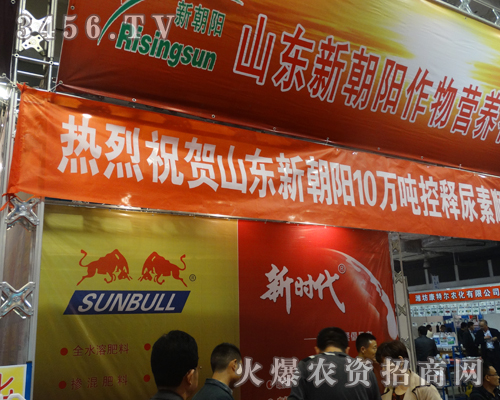 3456.TV
新朝阳
Risingsun
山东新朝阳作物营养
热烈祝贺山东新朝阳10万吨控释尿素
SUNBULL
新时代
全水溶肥料
潍坊康特尔农化有限公司
火爆农资招商网